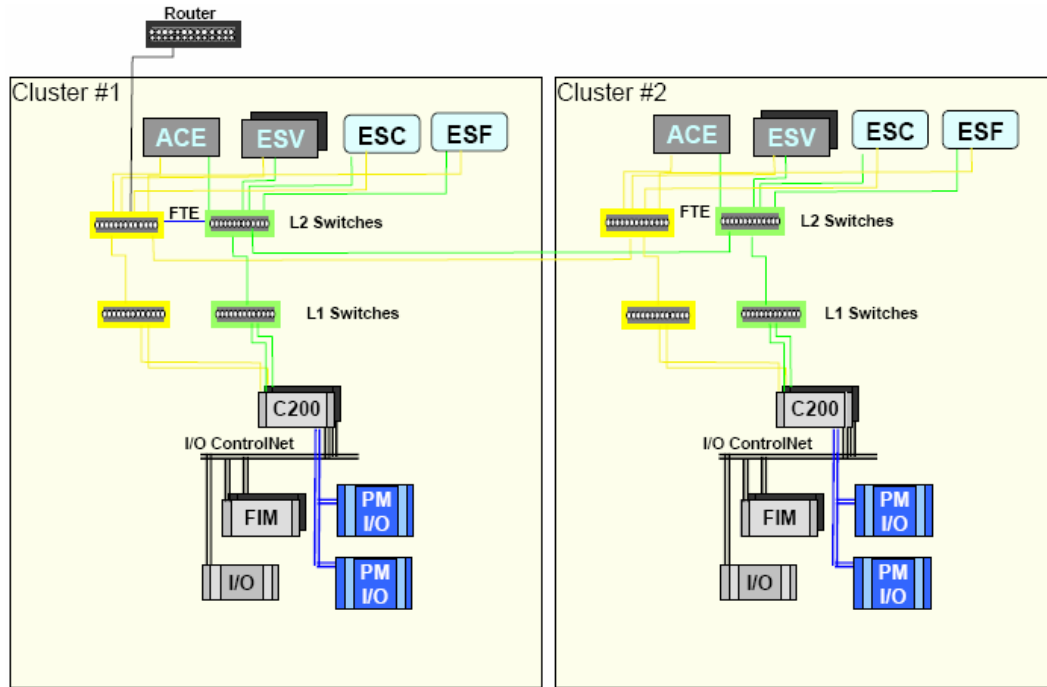 Router
Cluster #1
ACE
ESV
ESC
ESF
FTE
L2 Switches
L1 Switches
C200
I/O ControlNet
FIM
PM
I/O
I/O
PM
I/O
Cluster #2
ACE
ESV
ESC
ESF
FTE
L2 Switches
L1 Switches
C200
I/O ControlNet
FIM
PM
I/O
I/O
PM
I/O